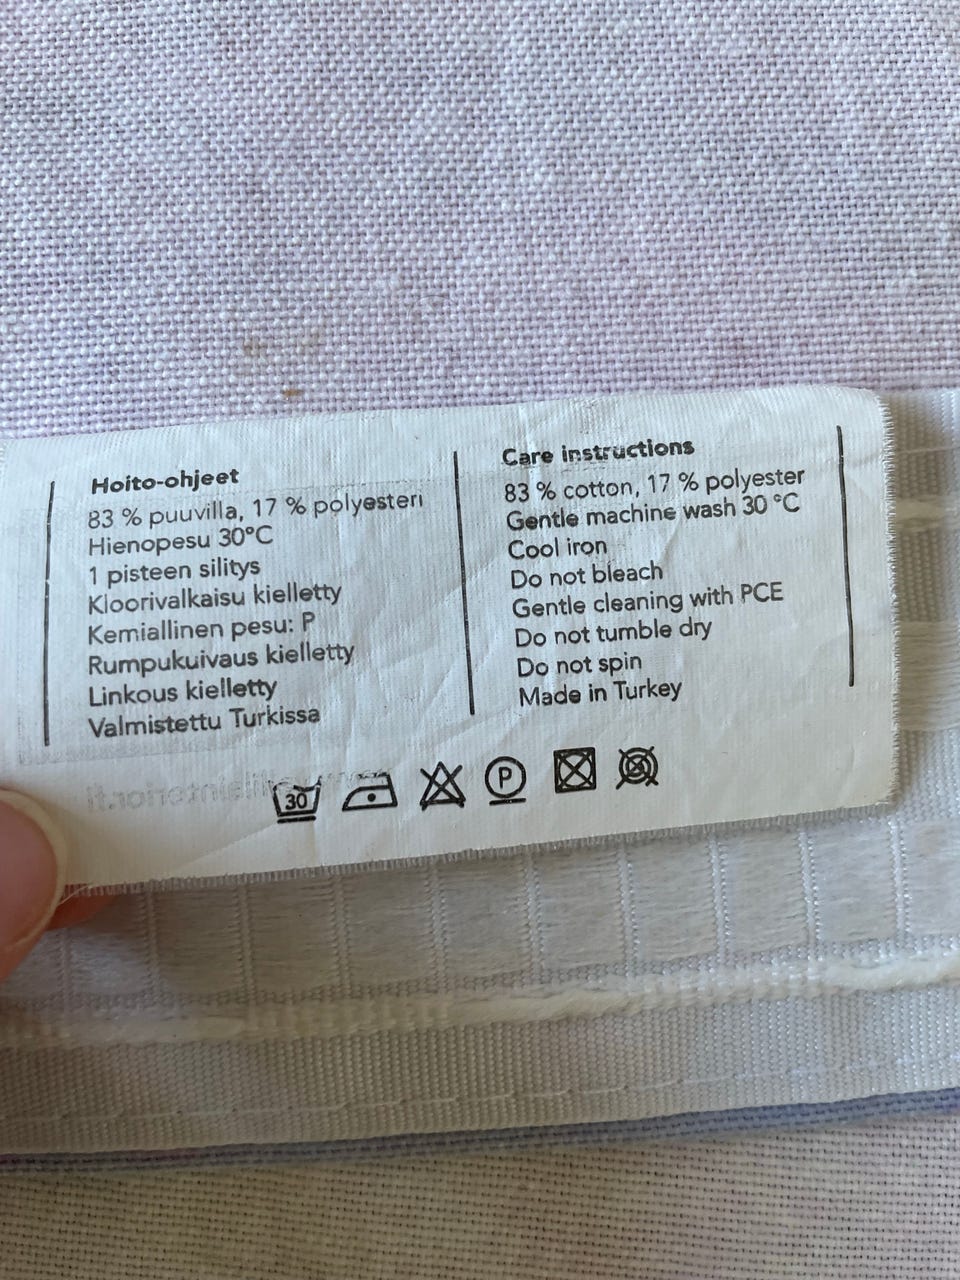 Hoito-ohjeet
83 % puuvilla, 17 % polyesteri
Hienopesu 30°C
1 pisteen silitys
Kloorivalkaisu kielletty
Kemiallinen pesu: P
Rumpukuivaus kielletty
Linkous kielletty
Valmistettu Turkissa
Care instructions
83 % cotton, 17 % polyester
Gentle machine wash 30 °C
Cool iron
Do not bleach
Gentle cleaning with PCE
Do not tumble dry
Do not spin
Made in Turkey
30 P